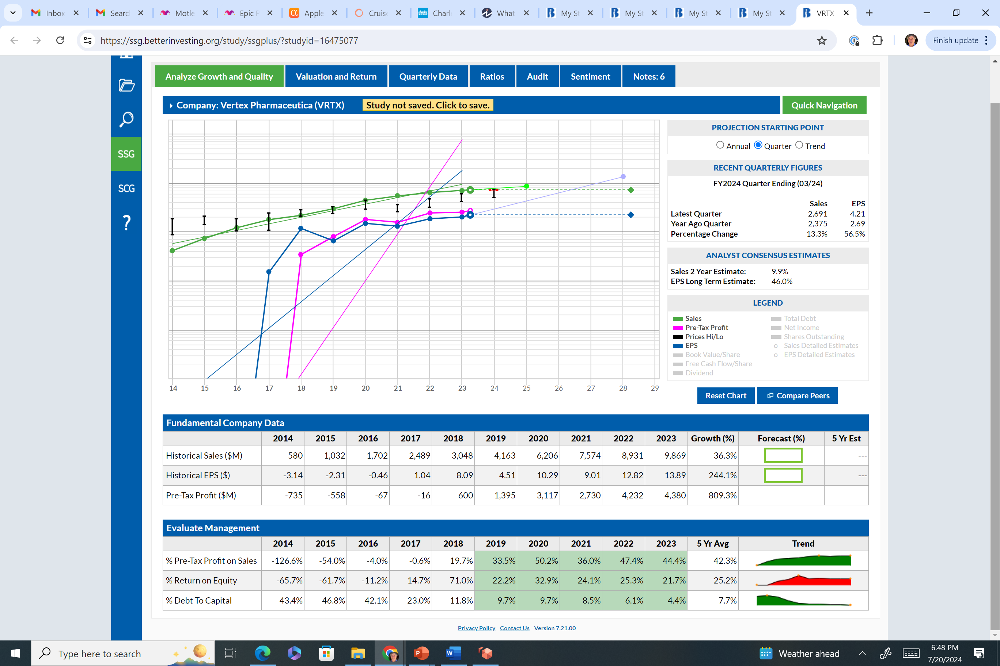 Inbox
Searc
Motle
Epic P
Apple
Cruise
Charl
What
My St
My St
My St
My St
VRTX
https://ssg.betterinvesting.org/study/ssgplus/?studyid=16475077
Finish update
Analyze Growth and Quality
Valuation and Return
Quarterly Data
Ratios
Audit
Sentiment
Notes: 6
Company: Vertex Pharmaceutica (VRTX)
Study not saved. Click to save.
Quick Navigation
SSG
SCG
?
PROJECTION STARTING POINT
Annual Quarter Trend
RECENT QUARTERLY FIGURES
FY2024 Quarter Ending (03/24)
Sales EPS
Latest Quarter 2,691 4.21
Year Ago Quarter 2,375 2.69
Percentage Change 13.3% 56.5%
ANALYST CONSENSUS ESTIMATES
Sales 2 Year Estimate: 9.9%
EPS Long Term Estimate: 46.0%
LEGEND
Sales Total Debt
Pre-Tax Profit Net Income
Prices Hi/Lo Shares Outstanding
EPS Sales Detailed Estimates
Book Value/Share EPS Detailed Estimates
Free Cash Flow/Share
Dividend
14 15 16 17 18 19 20 21 22 23 24 25 26 27 28 29
Reset Chart
Compare Peers
Fundamental Company Data
2014 2015 2016 2017 2018 2019 2020 2021 2022 2023 Growth (%) Forecast (%) 5 Yr Est
Historical Sales ($M) 580 1,032 1,702 2,489 3,048 4,163 6,206 7,574 8,931 9,869 36.3% ---
Historical EPS ($) -3.14 -2.31 -0.46 1.04 8.09 4.51 10.29 9.01 12.82 13.89 244.1% ---
Pre-Tax Profit ($M) -735 -558 -67 -16 600 1,395 3,117 2,730 4,232 4,380 809.3%
Evaluate Management
2014 2015 2016 2017 2018 2019 2020 2021 2022 2023 5 Yr Avg Trend
% Pre-Tax Profit on Sales -126.6% -54.0% -4.0% -0.6% 19.7% 33.5% 50.2% 36.0% 47.4% 44.4% 42.3%
% Return on Equity -65.7% -61.7% -11.2% 14.7% 71.0% 22.2% 32.9% 24.1% 25.3% 21.7% 25.2%
% Debt To Capital 43.4% 46.8% 42.1% 23.0% 11.8% 9.7% 9.7% 8.5% 6.1% 4.4% 7.7%
Privacy Policy Contact Us Version 7.21.00
Type here to search
Weather ahead
6:48 PM
7/20/2024